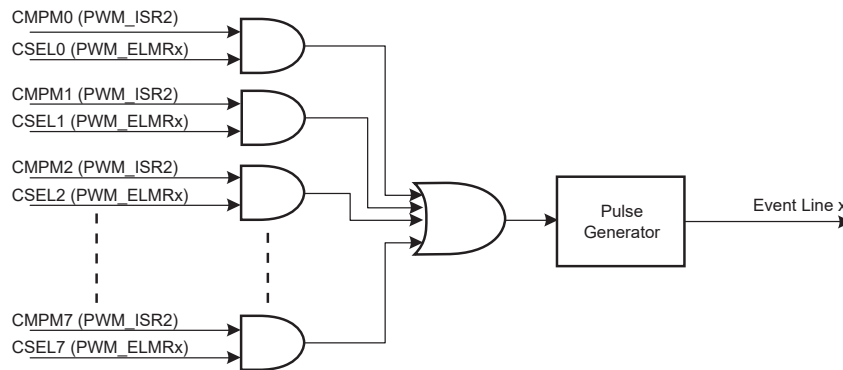 CMPM0 (PWM_ISR2)
CSEL0 (PWM_ELMRx)
CMPM1 (PWM_ISR2)
CSEL1 (PWM_ELMRx)
CMPM2 (PWM_ISR2)
CSEL2 (PWM_ELMRx)
CMPM7 (PWM_ISR2)
CSEL7 (PWM_ELMRx)
Pulse
Generator
Event Line x